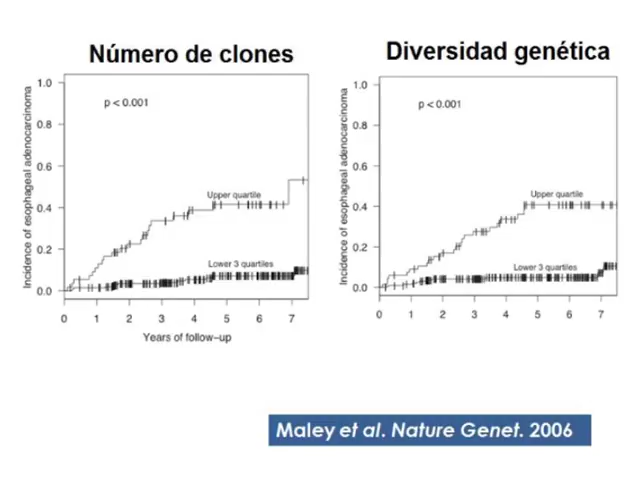 Número de clones
Incidence of esophageal adenocarcinoma
1.0
0.8
0.6
0.4
0.2
0.0
p < 0.001
Upper quartile
Lower 3 quartiles
0 1 2 3 4 5 6 7
Years of follow-up
Diversidad genética
Incidence of esophageal adenocarcinoma
1.0
0.8
0.6
0.4
0.2
0.0
p < 0.001
Upper quartile
Lower 3 quartiles
0 1 2 3 4 5 6 7
Maley et al. Nature Genet. 2006